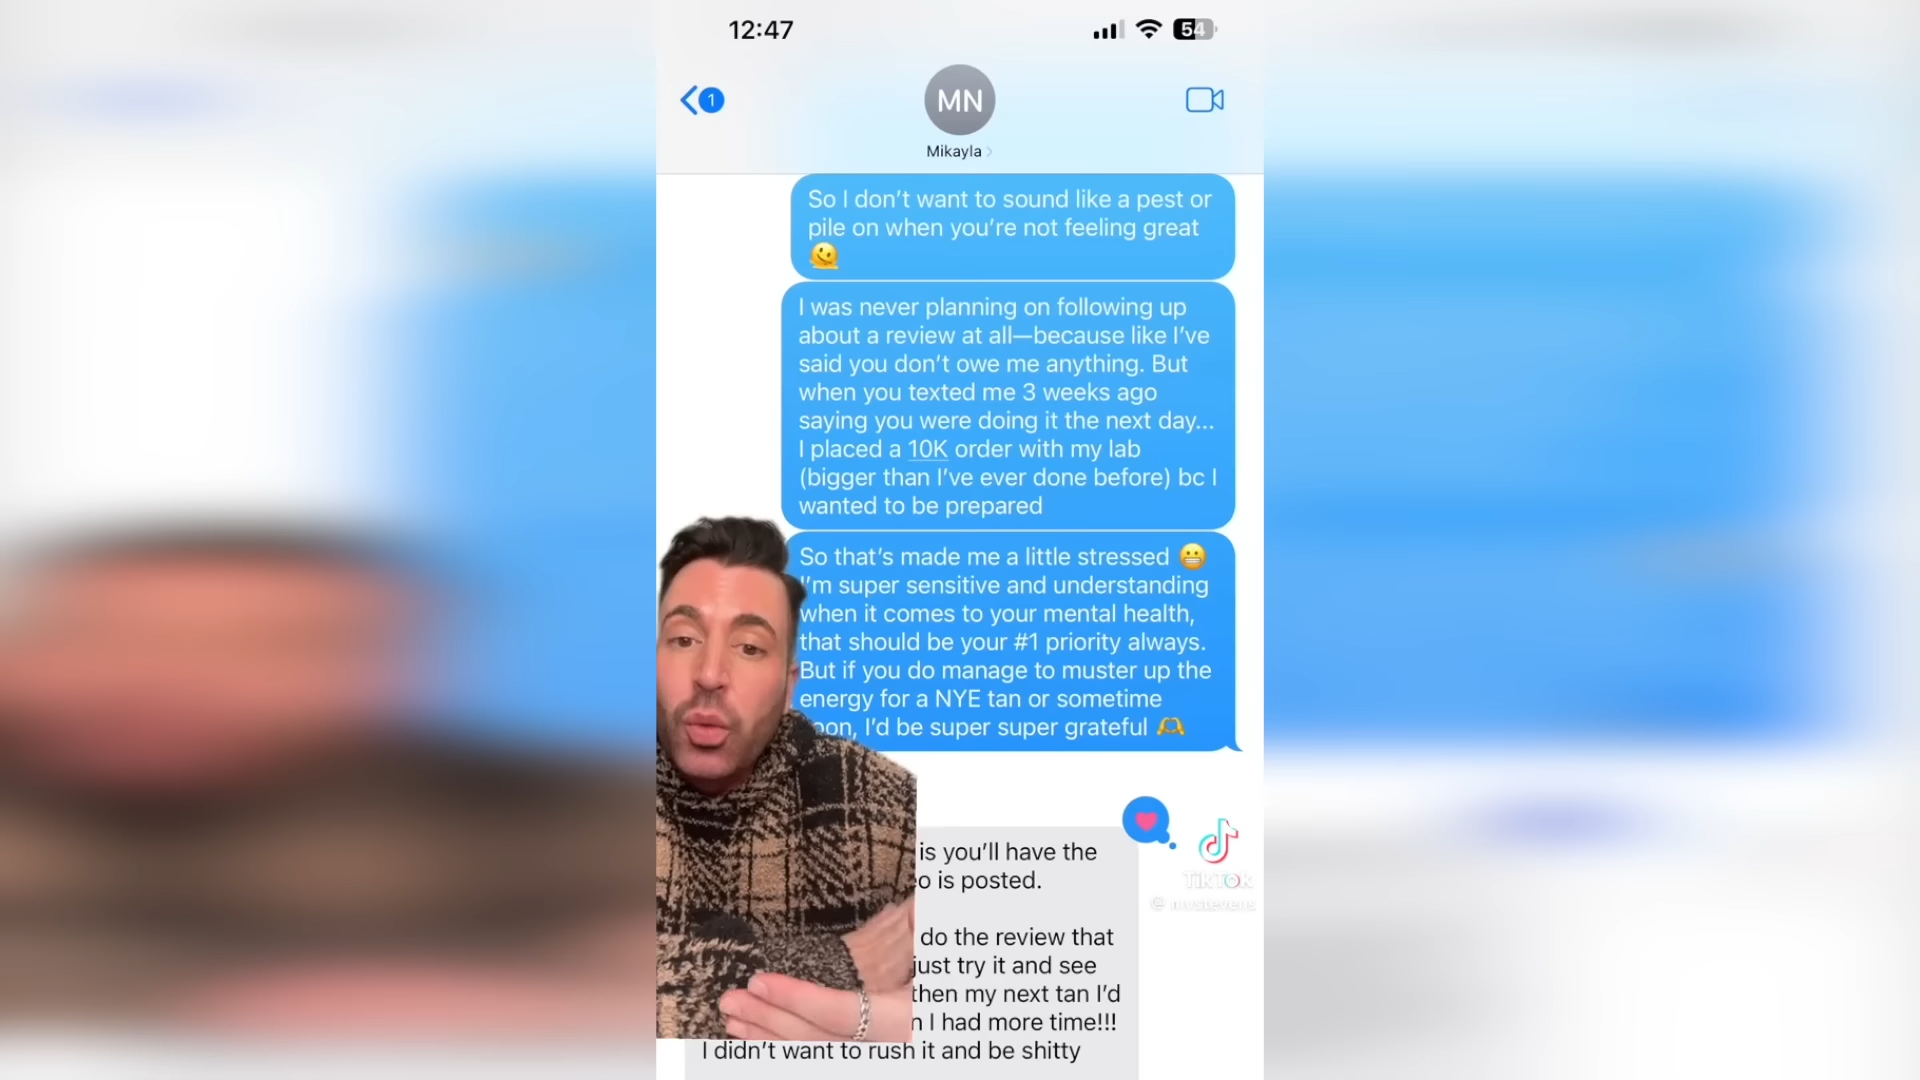 12:47
54
1
MN
Mikayla
So I don't want to sound like a pest or
pile on when you're not feeling great
🫠
I was never planning on following up
about a review at all—because like I've
said you don't owe me anything. But
when you texted me 3 weeks ago
saying you were doing it the next day...
I placed a 10K order with my lab
(bigger than I've ever done before) bc I
wanted to be prepared
So that's made me a little stressed 😬
I'm super sensitive and understanding
when it comes to your mental health,
that should be your #1 priority always.
But if you do manage to muster up the
energy for a NYE tan or sometime
oon, I'd be super super grateful 🫶
is you'll have the
o is posted.
TikTok
do the review that
just try it and see
then my next tan I'd
n I had more time!!!
I didn't want to rush it and be shitty